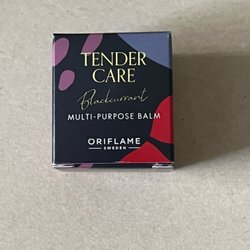 TENDER
CARE
Blackcurrant
MULTI-PURPOSE BALM
ORIFLAME
SWEDEN